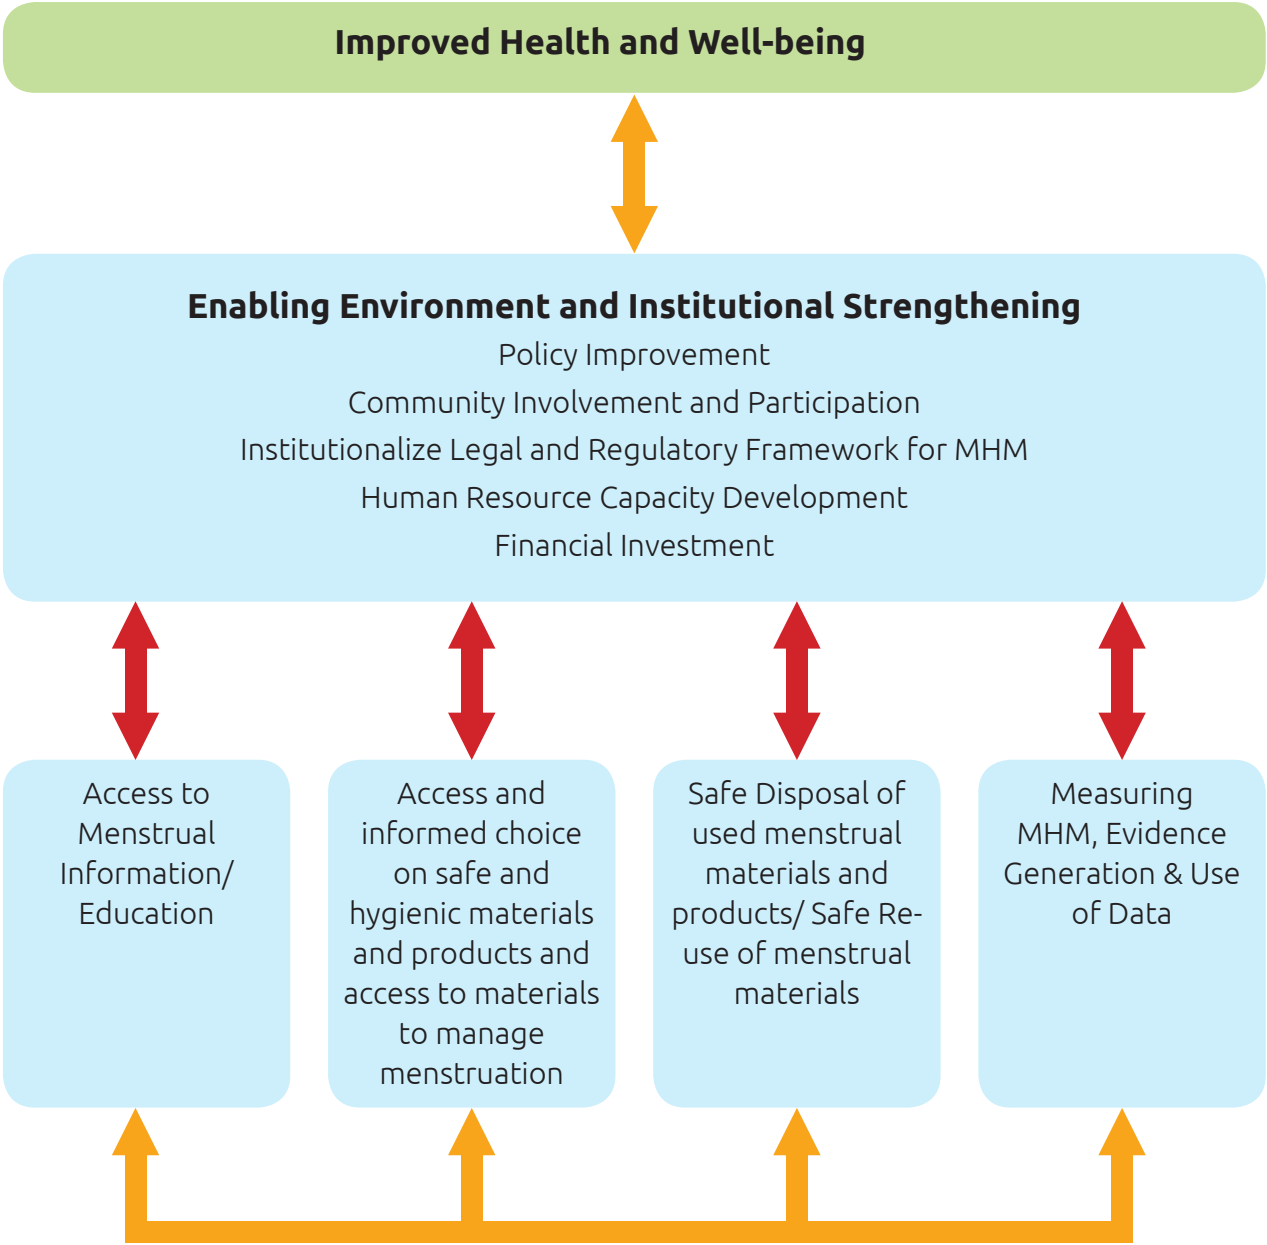 Improved Health and Well-being
Enabling Environment and Institutional Strengthening
Policy Improvement
Community Involvement and Participation
Institutionalize Legal and Regulatory Framework for MHM
Human Resource Capacity Development
Financial Investment
Access to
Menstrual
Information/
Education
Access and
informed choice
on safe and
hygienic materials
and products and
access to materials
to manage
menstruation
Safe Disposal of
used menstrual
materials and
products/ Safe Re-
use of menstrual
materials
Measuring
MHM, Evidence
Generation & Use
of Data